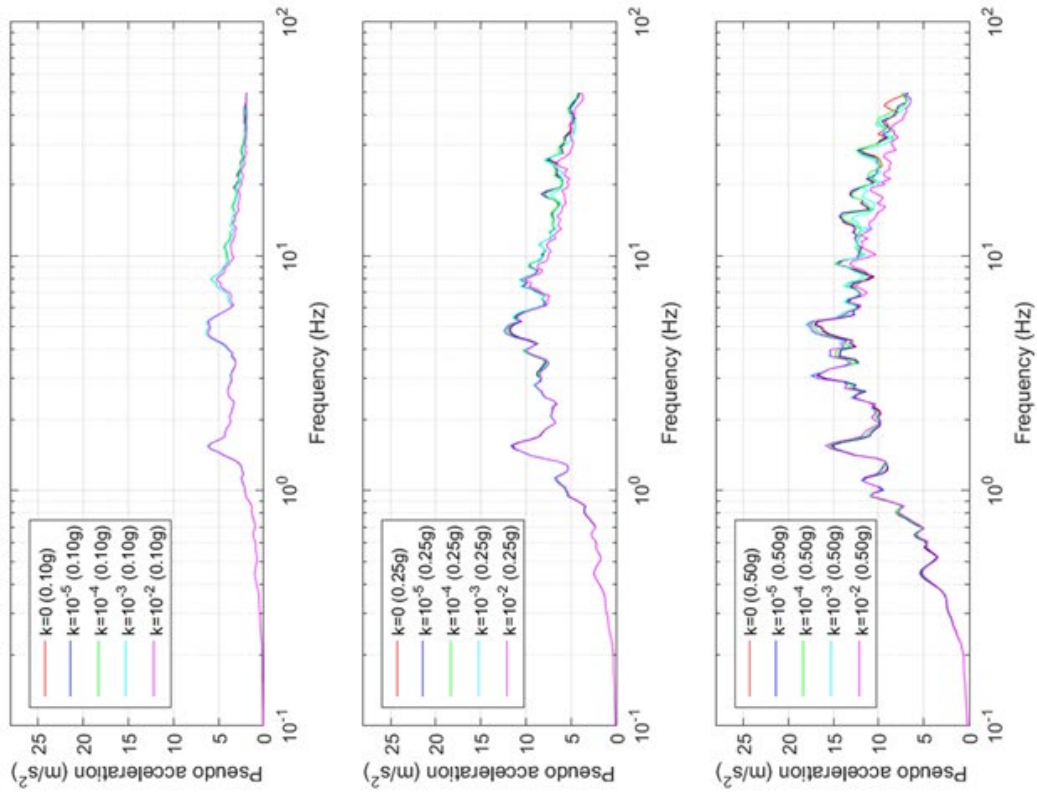 Pseudo acceleration (m/s²)
25
20
15
10
5
0
k=0 (0.10g)
k=10⁻⁵ (0.10g)
k=10⁻⁴ (0.10g)
k=10⁻³ (0.10g)
k=10⁻² (0.10g)
10⁻¹
10⁰
10¹
10²
Frequency (Hz)
Pseudo acceleration (m/s²)
25
20
15
10
5
0
k=0 (0.25g)
k=10⁻⁵ (0.25g)
k=10⁻⁴ (0.25g)
k=10⁻³ (0.25g)
k=10⁻² (0.25g)
10⁻¹
10⁰
10¹
10²
Frequency (Hz)
Pseudo acceleration (m/s²)
25
20
15
10
5
0
k=0 (0.50g)
k=10⁻⁵ (0.50g)
k=10⁻⁴ (0.50g)
k=10⁻³ (0.50g)
k=10⁻² (0.50g)
10⁻¹
10⁰
10¹
10²
Frequency (Hz)